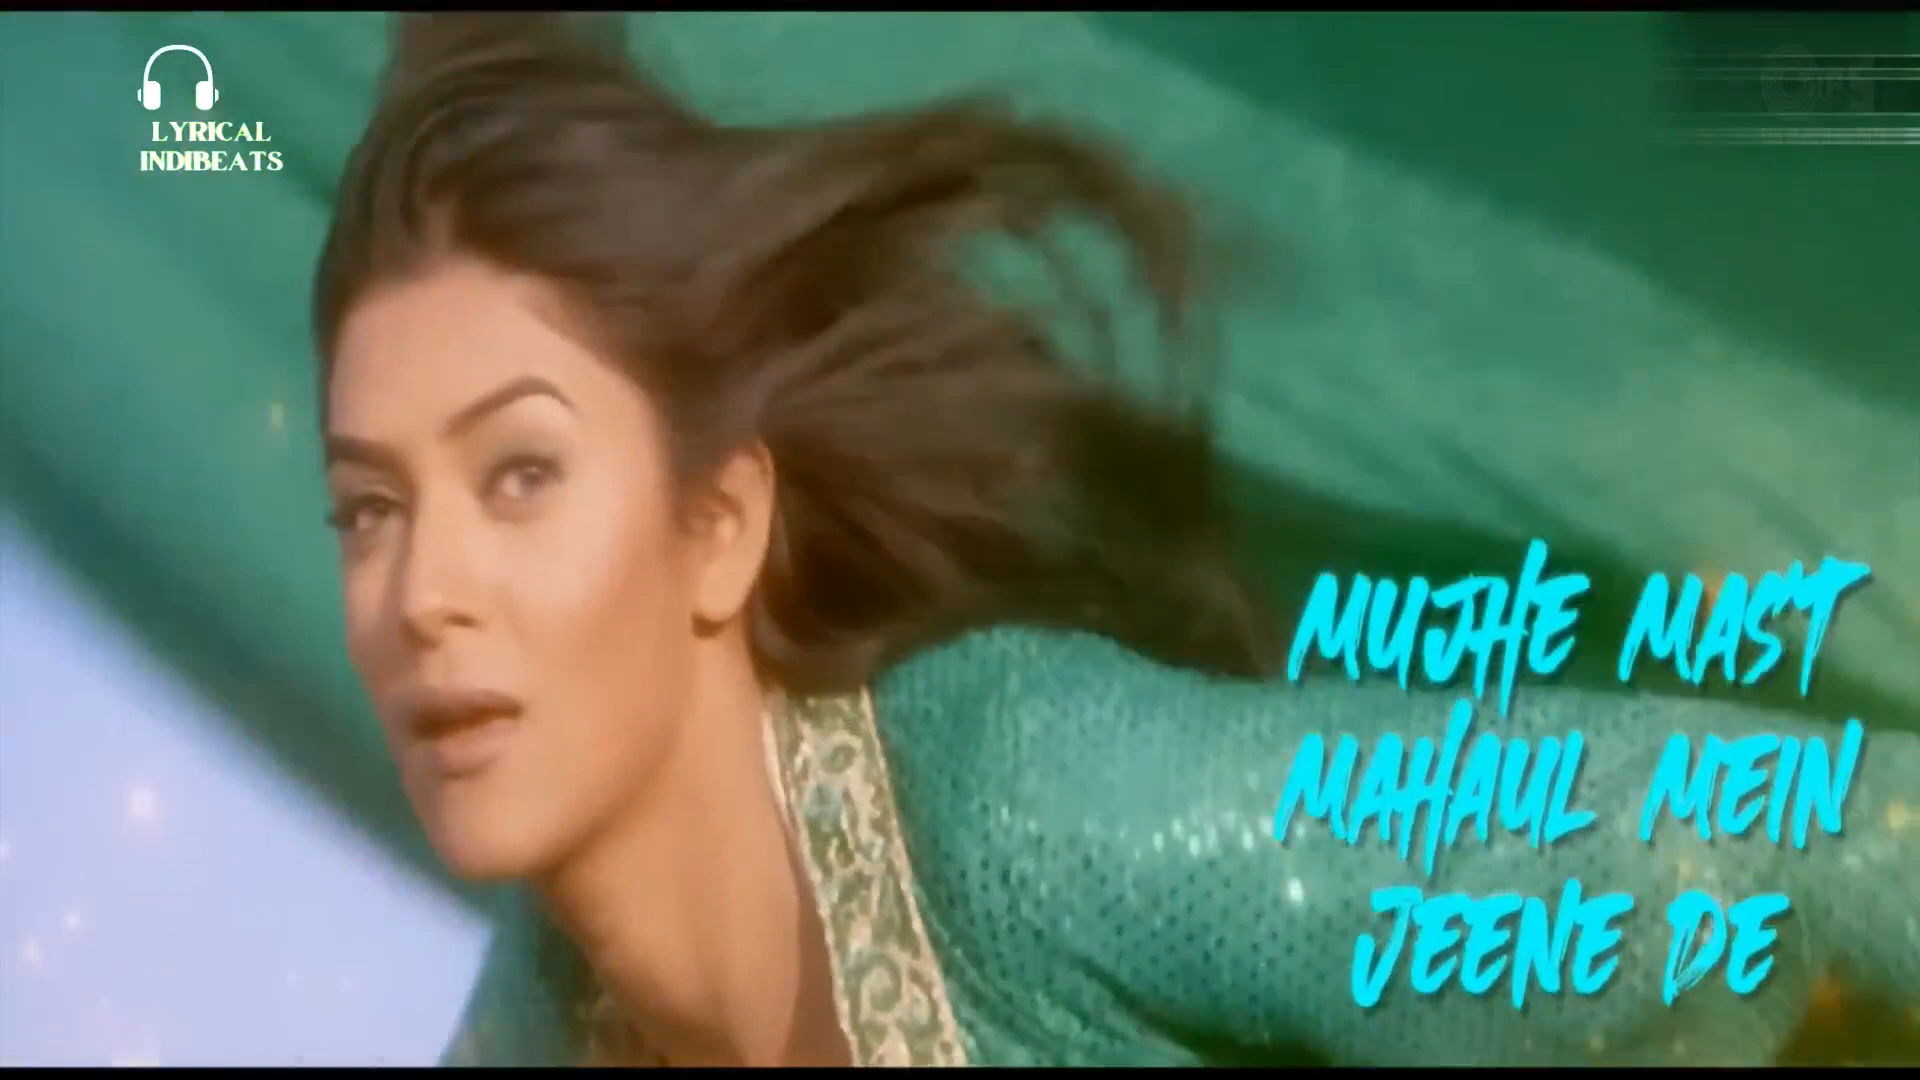 LYRICAL
INDIBEATS
MUJHE MAST
MAHAUL MEIN
JEENE DE